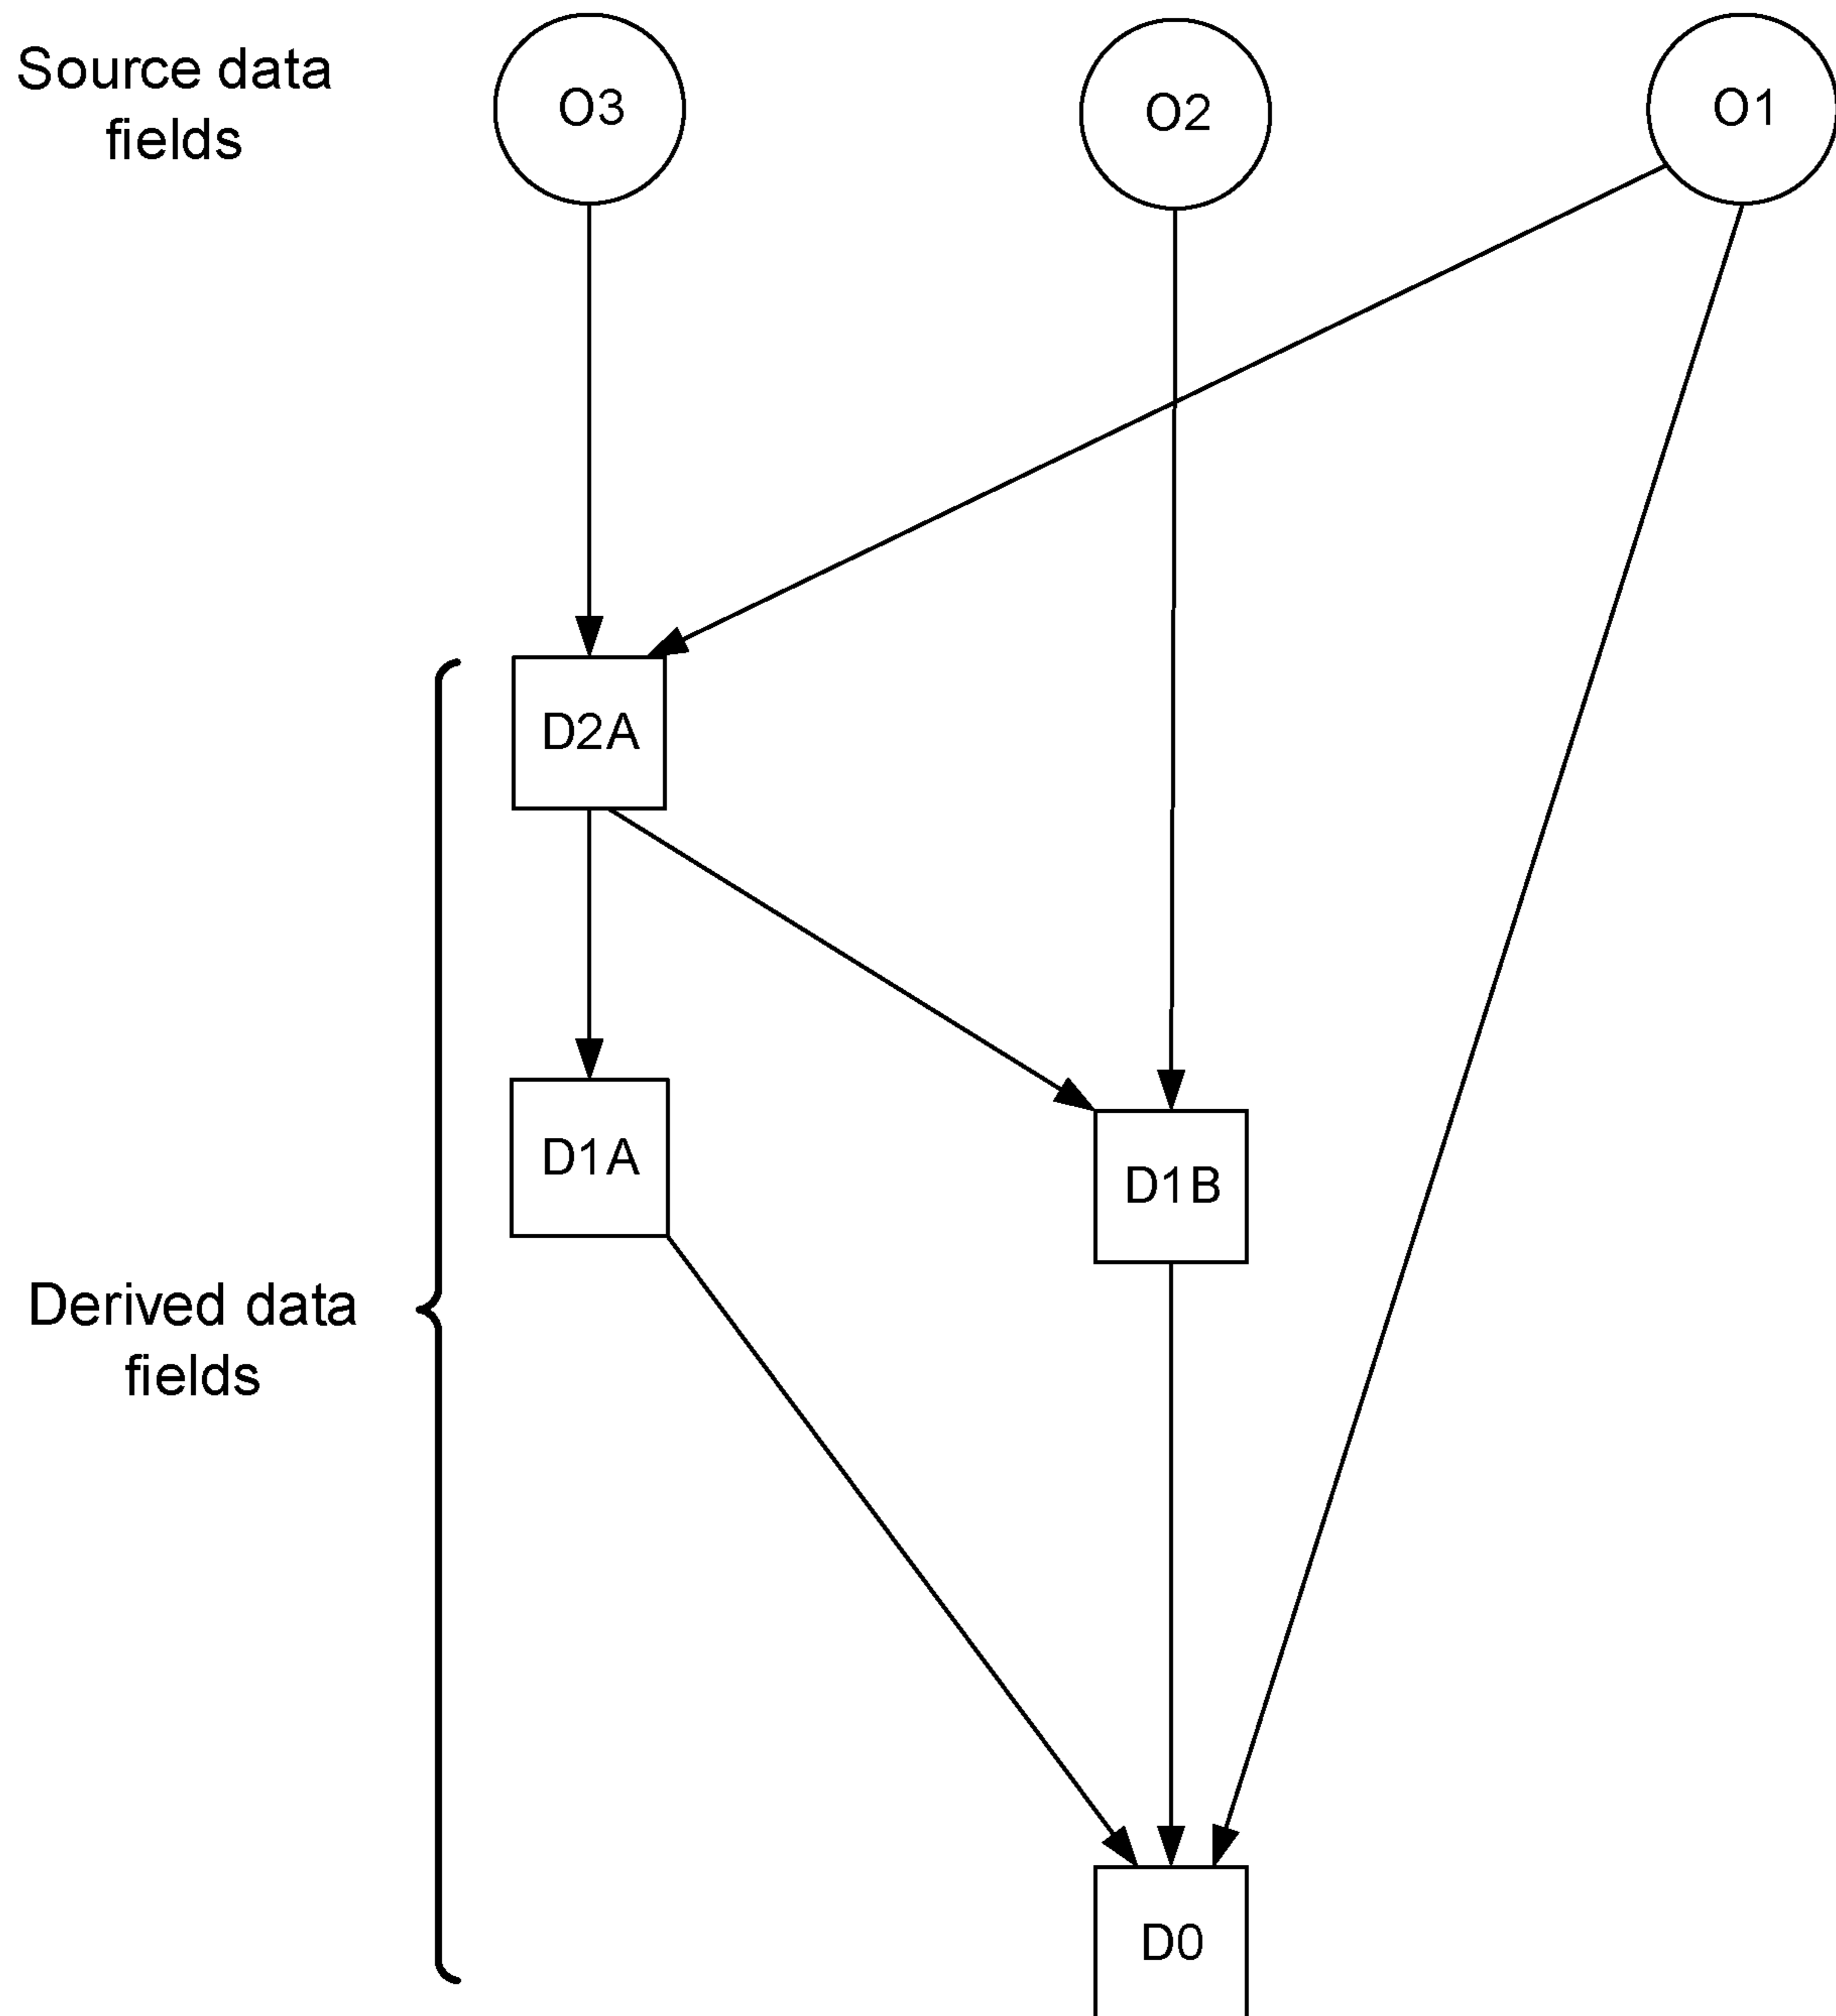 Source data
fields
O3
O2
O1
D2A
D1A
D1B
Derived data
fields
D0